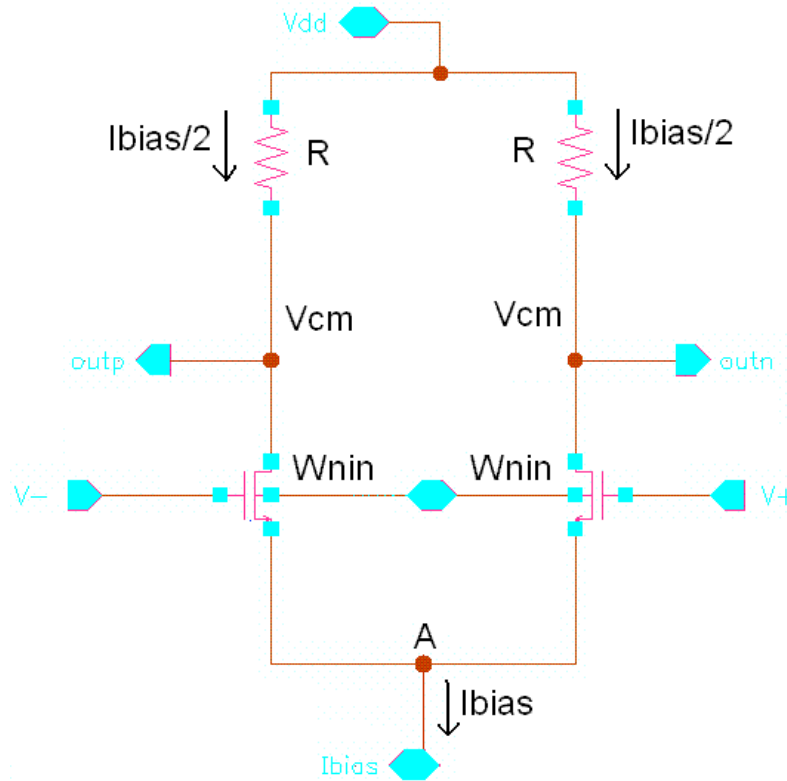 Vdd
Ibias/2
R
R
Ibias/2
Vcm
Vcm
outp
outn
Wnin
Wnin
V-
V+
A
Ibias
Ibias